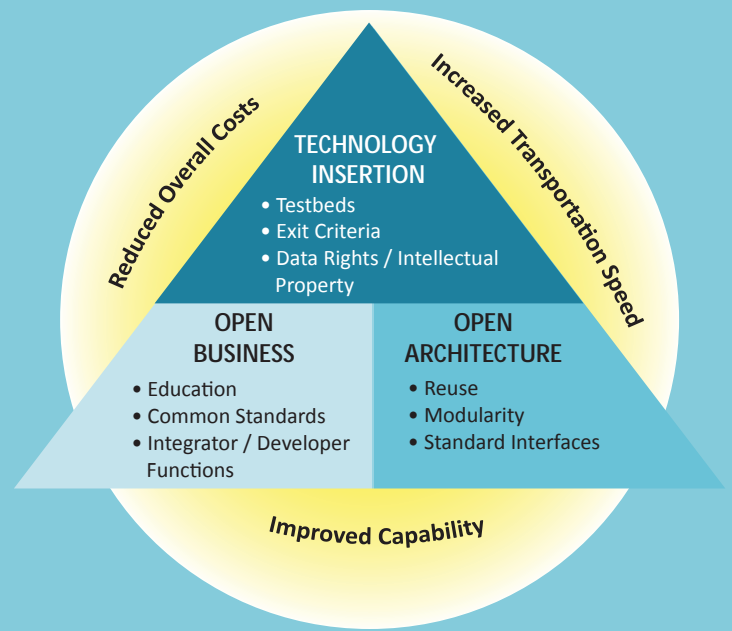 Reduced Overall Costs
Increased Transportation Speed
TECHNOLOGY
INSERTION
• Testbeds
• Exit Criteria
• Data Rights / Intellectual
Property
OPEN
BUSINESS
• Education
• Common Standards
• Integrator / Developer
Functions
OPEN
ARCHITECTURE
• Reuse
• Modularity
• Standard Interfaces
Improved Capability